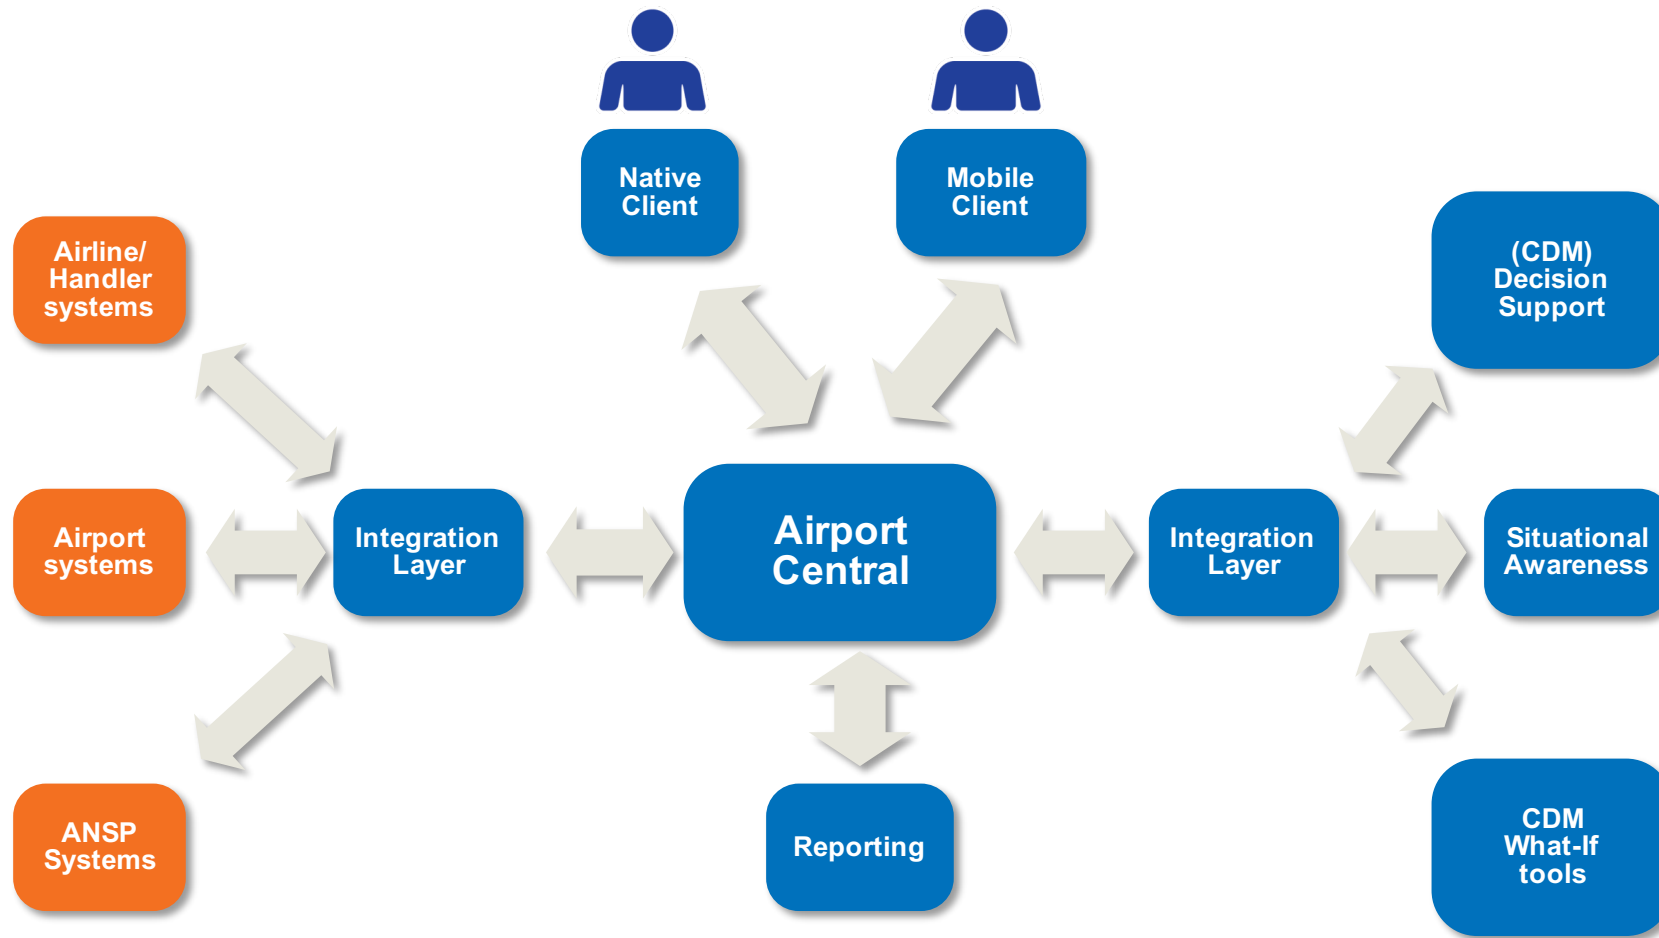 Native
Client
Mobile
Client
Airline/
Handler
systems
(CDM)
Decision
Support
Airport
systems
Integration
Layer
Airport
Central
Integration
Layer
Situational
Awareness
ANSP
Systems
Reporting
CDM
What-If
tools